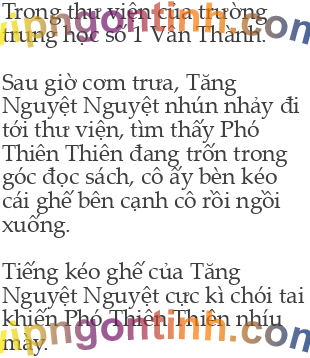 Trong thư viện của trường
trung học số 1 Vân Thành.
Sau giờ cơm trưa, Tăng
Nguyệt Nguyệt nhún nhảy đi
tới thư viện, tìm thấy Phó
Thiên Thiên đang trốn trong
góc đọc sách, cô ấy bèn kéo
cái ghế bên cạnh cô rồi ngồi
xuống.
Tiếng kéo ghế của Tăng
Nguyệt Nguyệt cực kì chói tai
khiến Phó Thiên Thiên nhíu
mày.
upngontinh.com
upngontinh.com